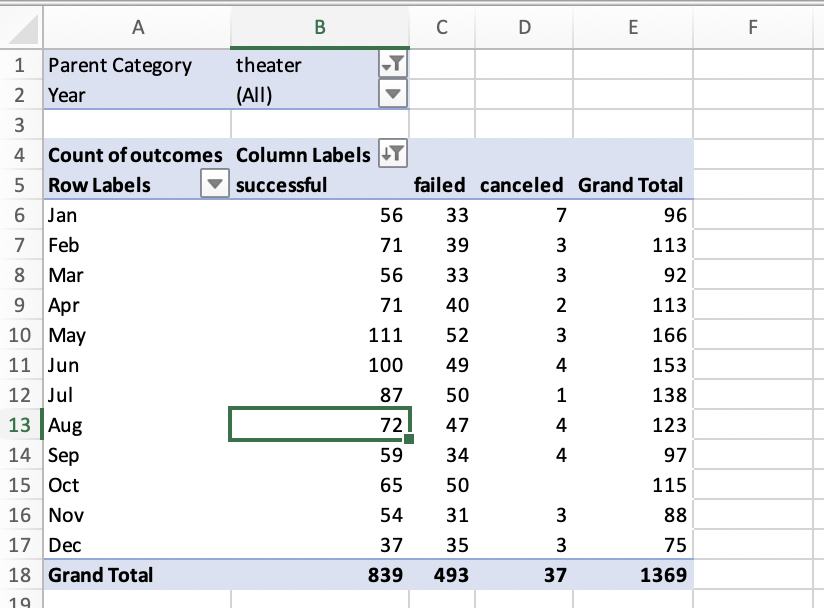 A B C D E F
1 Parent Category theater
2 Year (All)
3
4 Count of outcomes Column Labels
5 Row Labels successful failed canceled Grand Total
6 Jan 56 33 7 96
7 Feb 71 39 3 113
8 Mar 56 33 3 92
9 Apr 71 40 2 113
10 May 111 52 3 166
11 Jun 100 49 4 153
12 Jul 87 50 1 138
13 Aug 72 47 4 123
14 Sep 59 34 4 97
15 Oct 65 50 115
16 Nov 54 31 3 88
17 Dec 37 35 3 75
18 Grand Total 839 493 37 1369
19